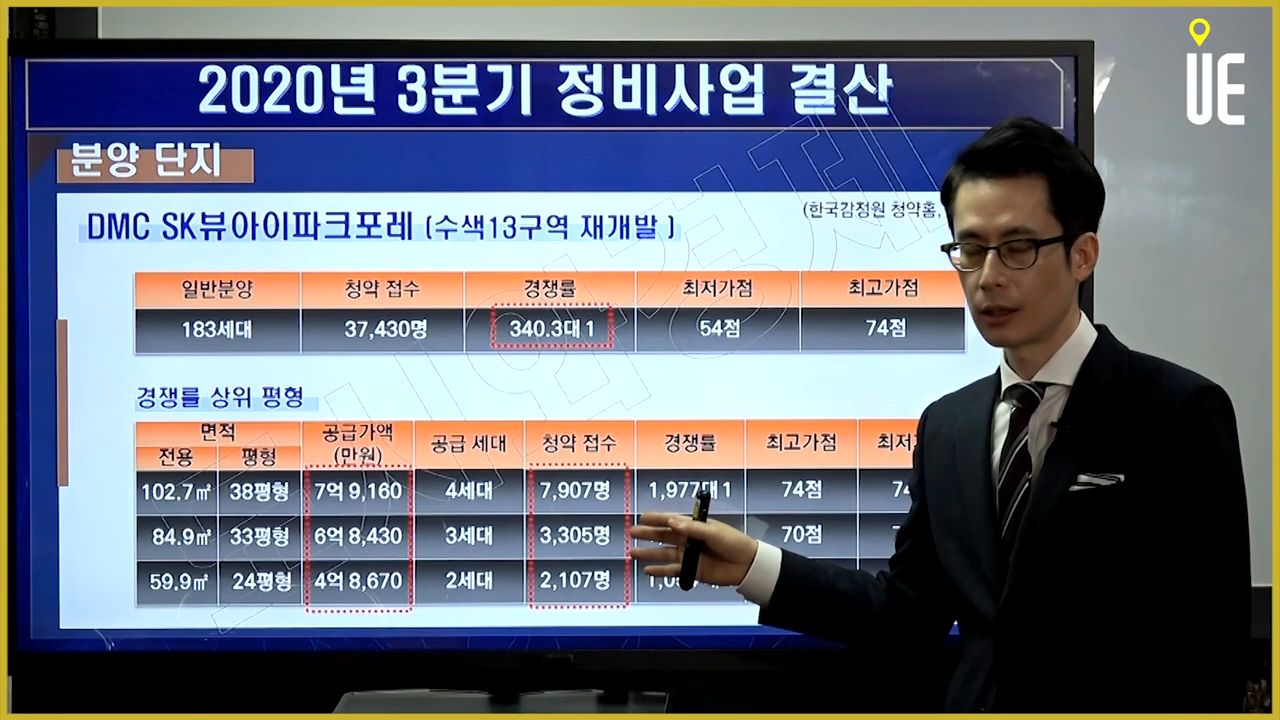 UE
2020년 3분기 정비사업 결산
분양 단지
DMC SK뷰아이파크포레 (수색13구역 재개발)
(한국감정원 청약홈,
일반분양 청약 접수 경쟁률 최저가점 최고가점
183세대 37,430명 340.3대 1 54점 74점
경쟁률 상위 평형
면적 공급가액 공급 세대 청약 접수 경쟁률 최고가점
전용 평형 (만원)
102.7㎡ 38평형 7억 9,160 4세대 7,907명 1,977대 1 74점
84.9㎡ 33평형 6억 8,430 3세대 3,305명 70점
59.9㎡ 24평형 4억 8,670 2세대 2,107명